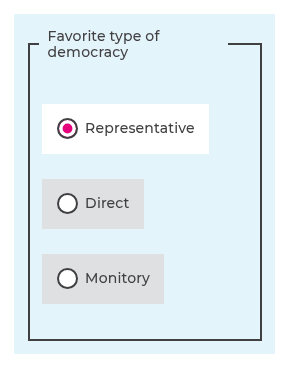 Favorite type of
democracy
Representative
Direct
Monitory